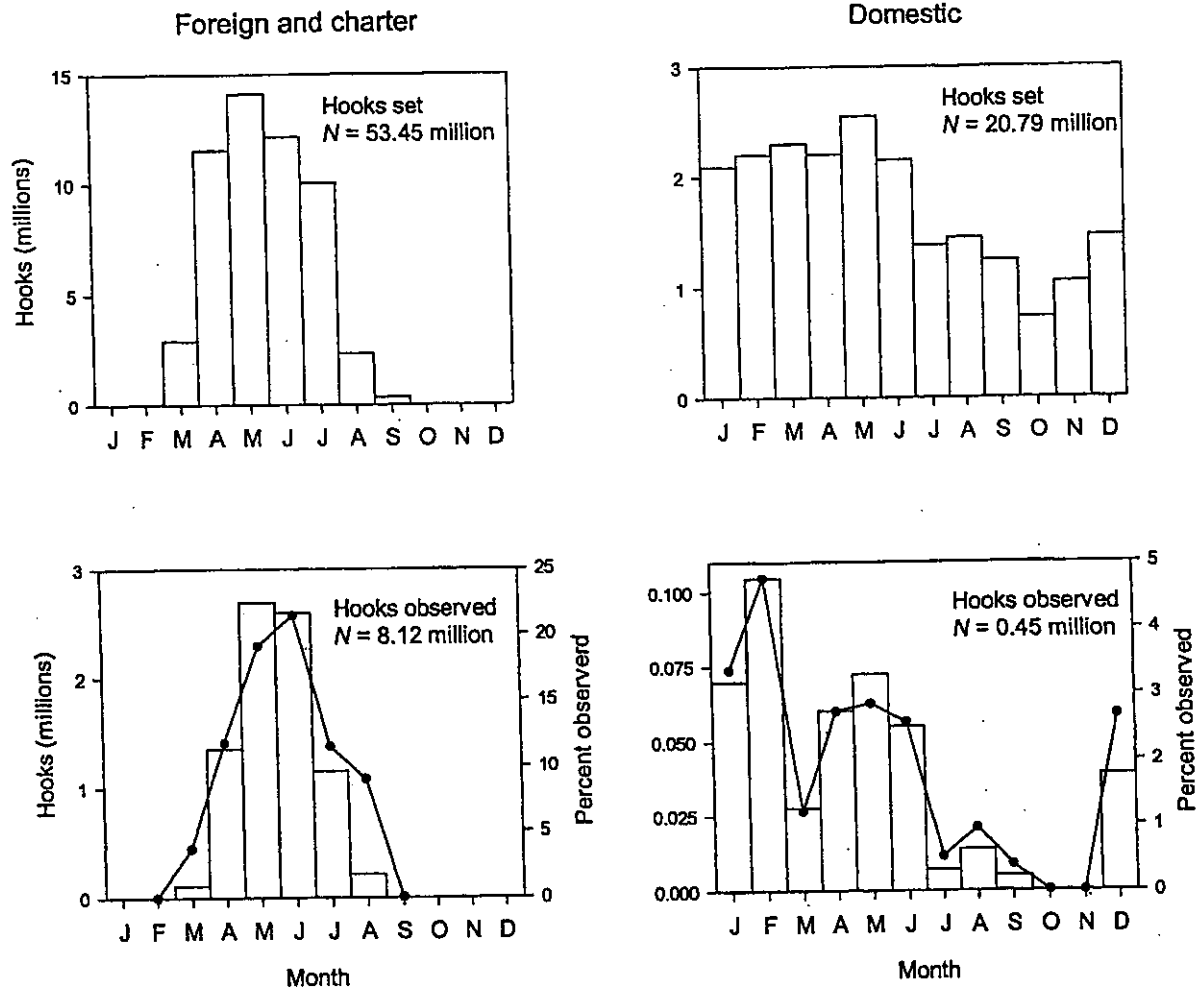 Foreign and charter
Domestic
15
10
5
0
Hooks (millions)
Hooks set
N = 53.45 million
J F M A M J J A S O N D
3
2
1
0
Hooks set
N = 20.79 million
J F M A M J J A S O N D
3
2
1
0
Hooks (millions)
Hooks observed
N = 8.12 million
25
20
15
10
5
0
Percent observerd
J F M A M J J A S O N D
Month
0.100
0.075
0.050
0.025
0.000
Hooks observed
N = 0.45 million
5
4
3
2
1
0
Percent observed
J F M A M J J A S O N D
Month